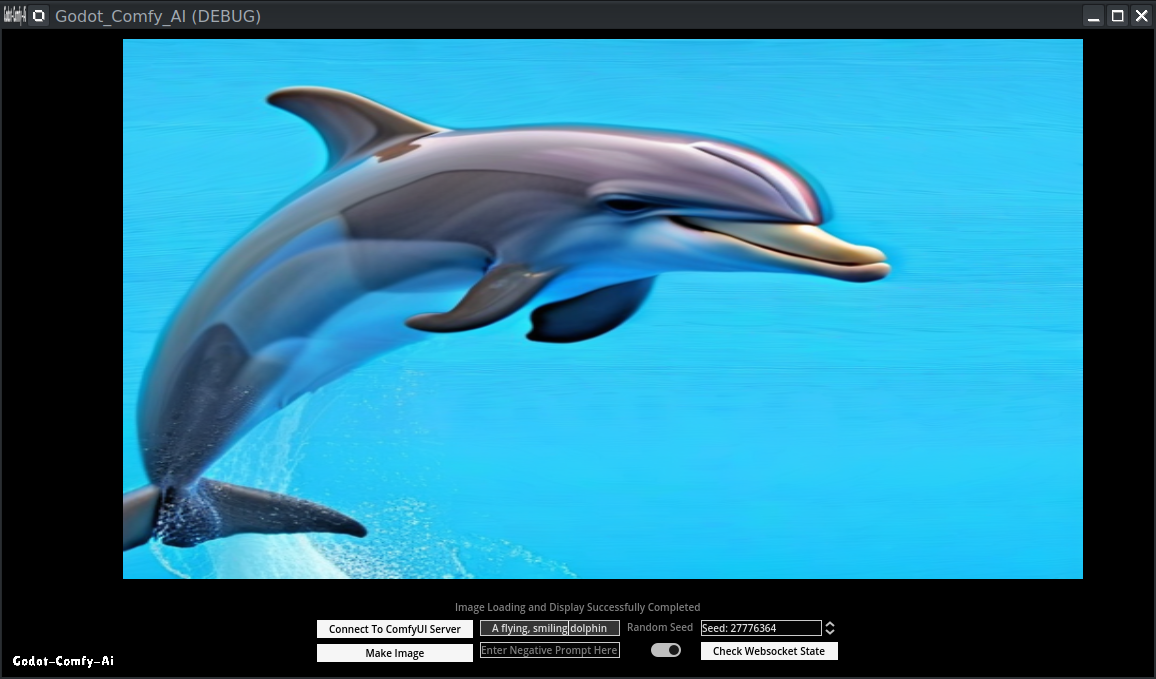 Godot_Comfy_AI (DEBUG)
Image Loading and Display Successfully Completed
Connect To ComfyUI Server
A flying, smiling dolphin
Random Seed
Seed: 27776364
Make Image
Enter Negative Prompt Here
Check Websocket State
Godot-Comfy-Ai